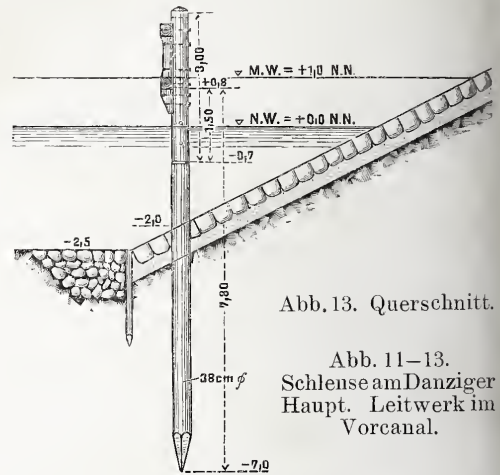 3,00
M.W. = +1,0 N.N.
+0,8
1,50
N.W. = +0,0 N.N.
-0,7
-2,0
-2,5
7,80
Abb. 13. Querschnitt.
Abb. 11–13.
38cm ϕ
Schleuse am Danziger
Haupt. Leitwerk im
Vorcanal.
-7,0